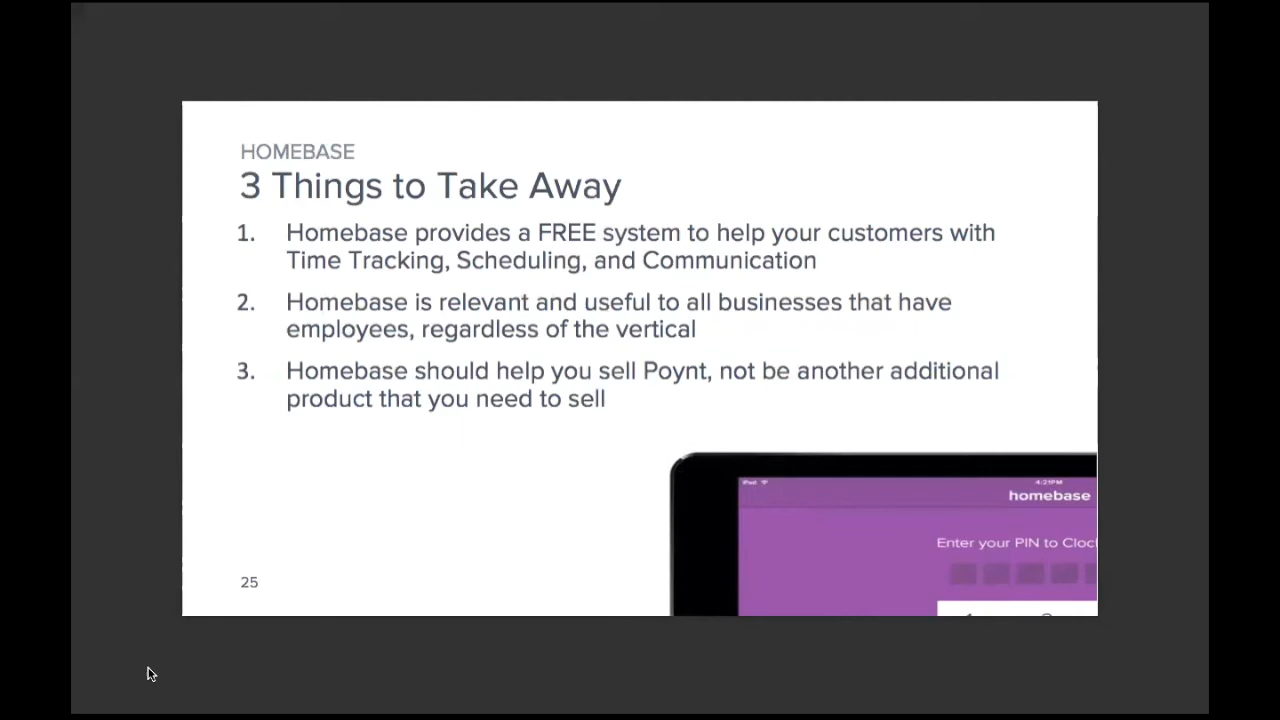 HOMEBASE
3 Things to Take Away
1. Homebase provides a FREE system to help your customers with
Time Tracking, Scheduling, and Communication
2. Homebase is relevant and useful to all businesses that have
employees, regardless of the vertical
3. Homebase should help you sell Poynt, not be another additional
product that you need to sell
iPad 4:21PM
homebase
Enter your PIN to Cloc
25